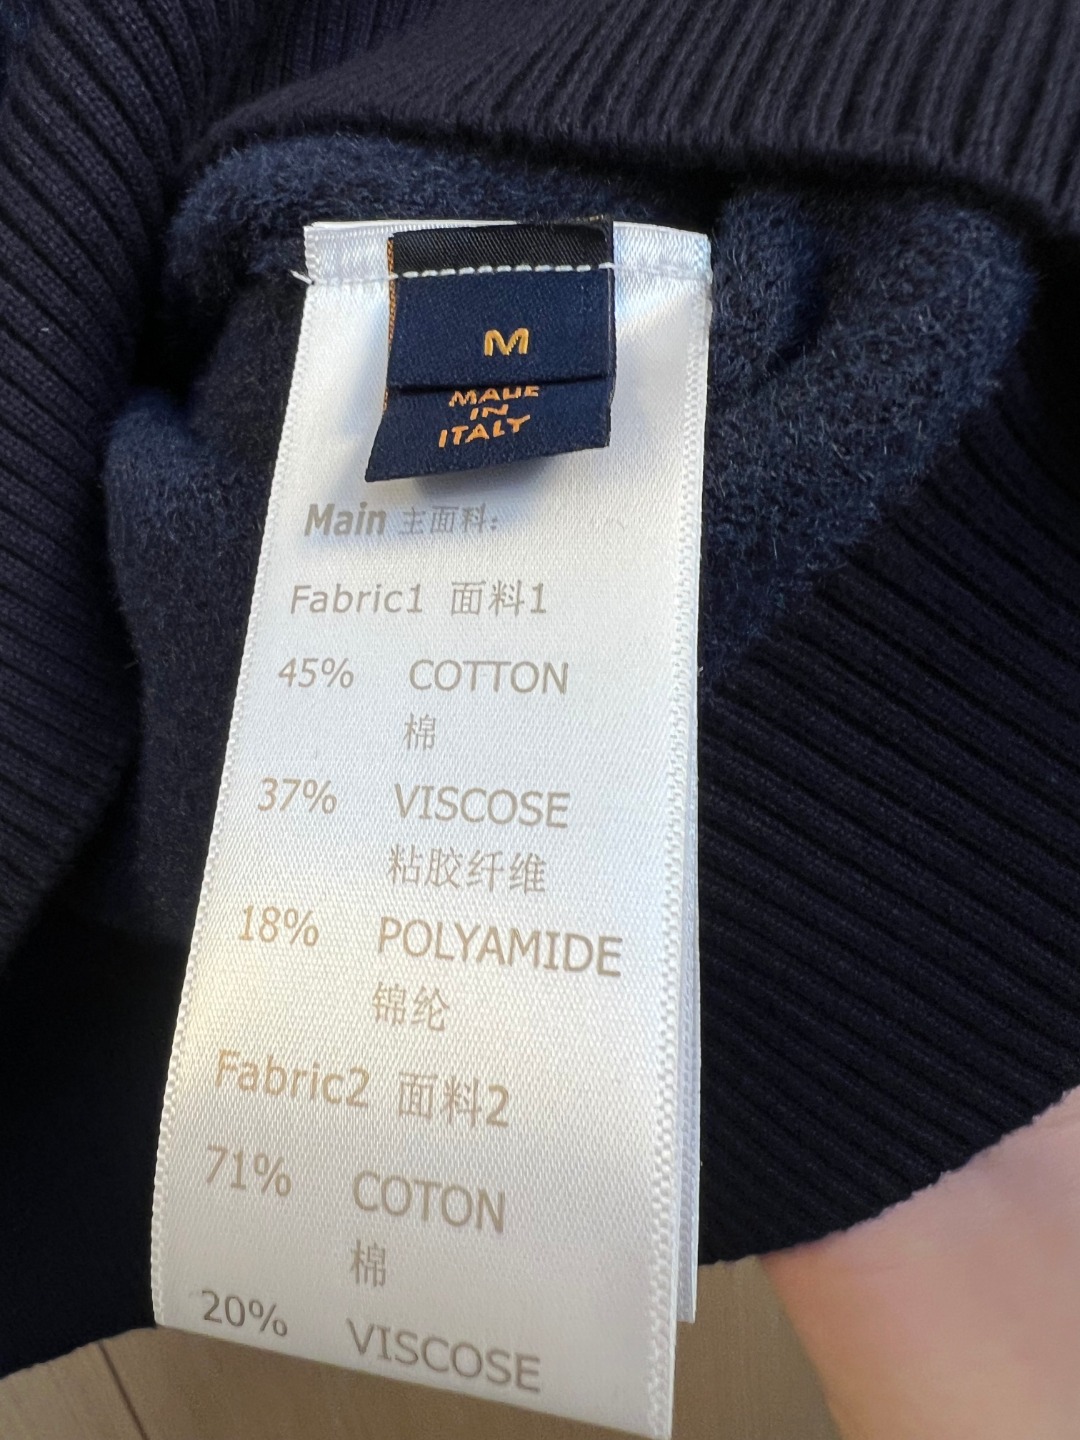 M
MADE
IN
ITALY
Main 主面料:
Fabric1 面料1
45% COTTON
棉
37% VISCOSE
粘胶纤维
18% POLYAMIDE
锦纶
Fabric2 面料2
71% COTON
棉
20% VISCOSE